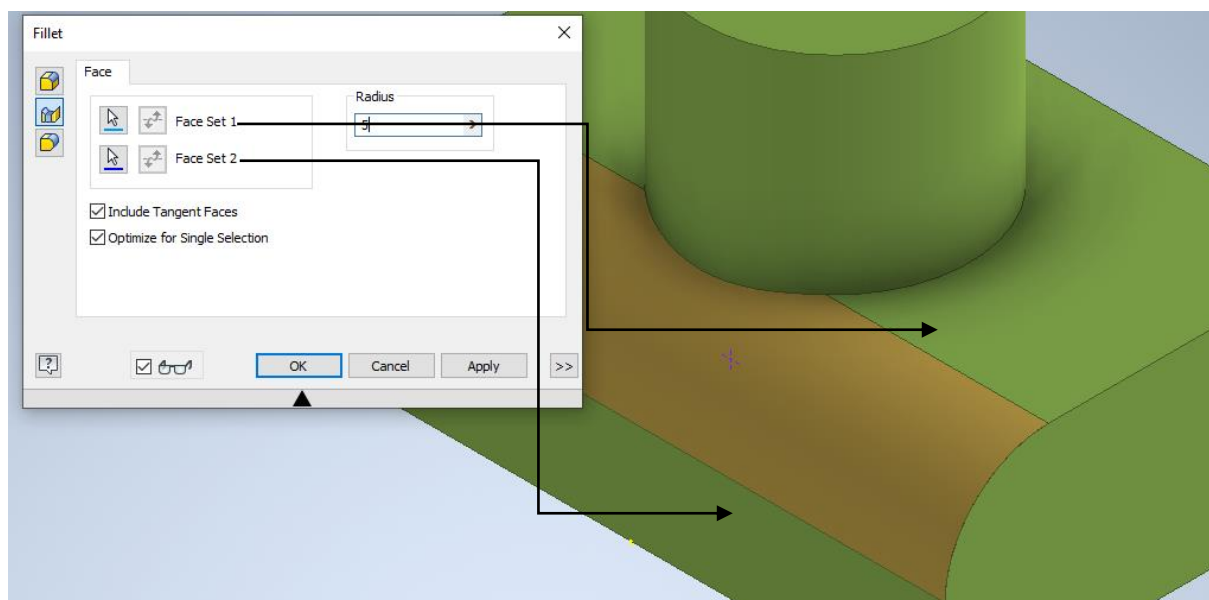 Fillet
Face
Radius
Face Set 1
5
Face Set 2
Include Tangent Faces
Optimize for Single Selection
?
OK
Cancel
Apply
>>